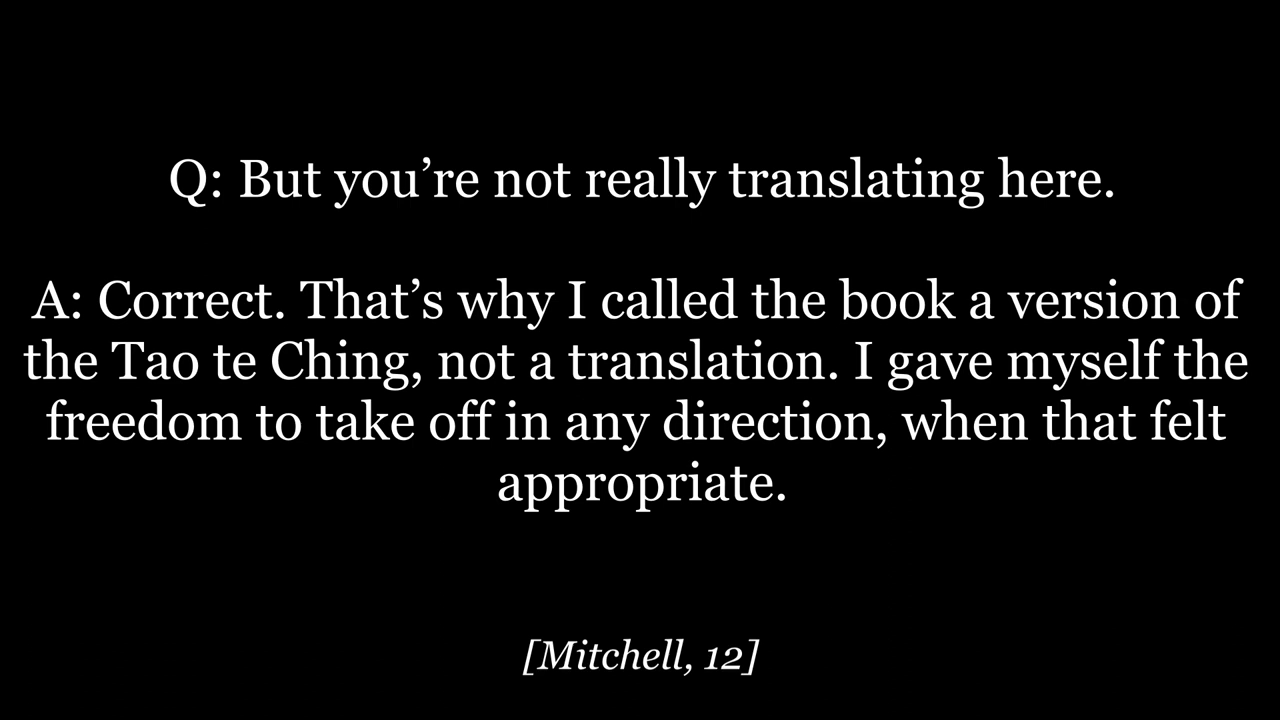 Q: But you’re not really translating here.
A: Correct. That’s why I called the book a version of
the Tao te Ching, not a translation. I gave myself the
freedom to take off in any direction, when that felt
appropriate.
[Mitchell, 12]